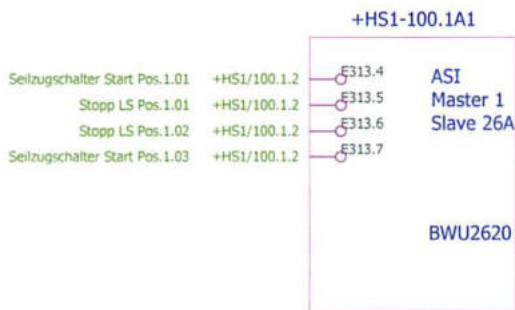 +HS1-100.1A1
Seilzugschalter Start Pos.1.01 +HS1/100.1.2 E313.4 ASI
Stopp LS Pos.1.01 +HS1/100.1.2 E313.5 Master 1
Stopp LS Pos.1.02 +HS1/100.1.2 E313.6 Slave 26A
Seilzugschalter Start Pos.1.03 +HS1/100.1.2 E313.7
BWU2620